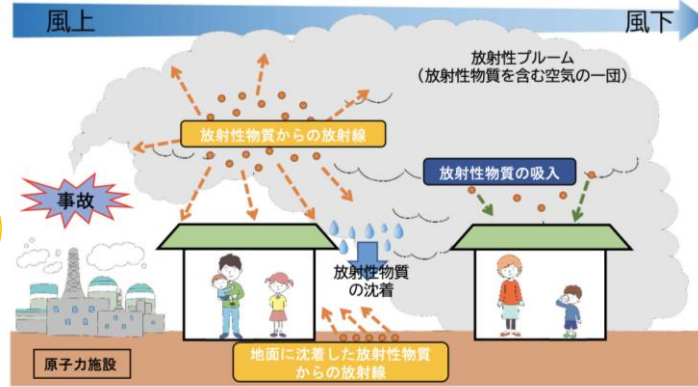 風上
風下
放射性プルーム
（放射性物質を含む空気の一団）
放射性物質からの放射線
放射性物質の吸入
事故
放射性物質
の沈着
地面に沈着した放射性物質
からの放射線
原子力施設